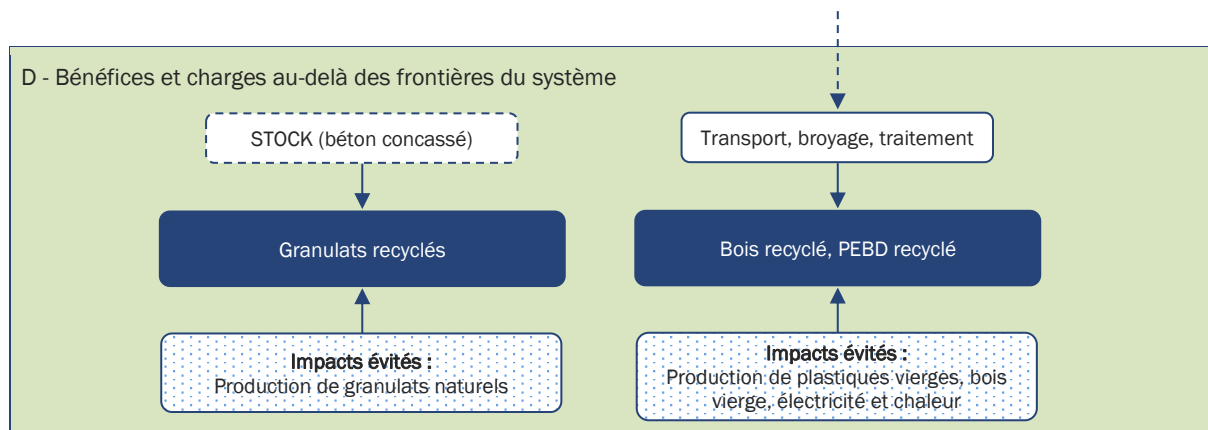 D - Bénéfices et charges au-delà des frontières du système
STOCK (béton concassé)
Transport, broyage, traitement
Granulats recyclés
Bois recyclé, PEBD recyclé
Impacts évités :
Production de granulats naturels
Impacts évités :
Production de plastiques vierges, bois
vierge, électricité et chaleur